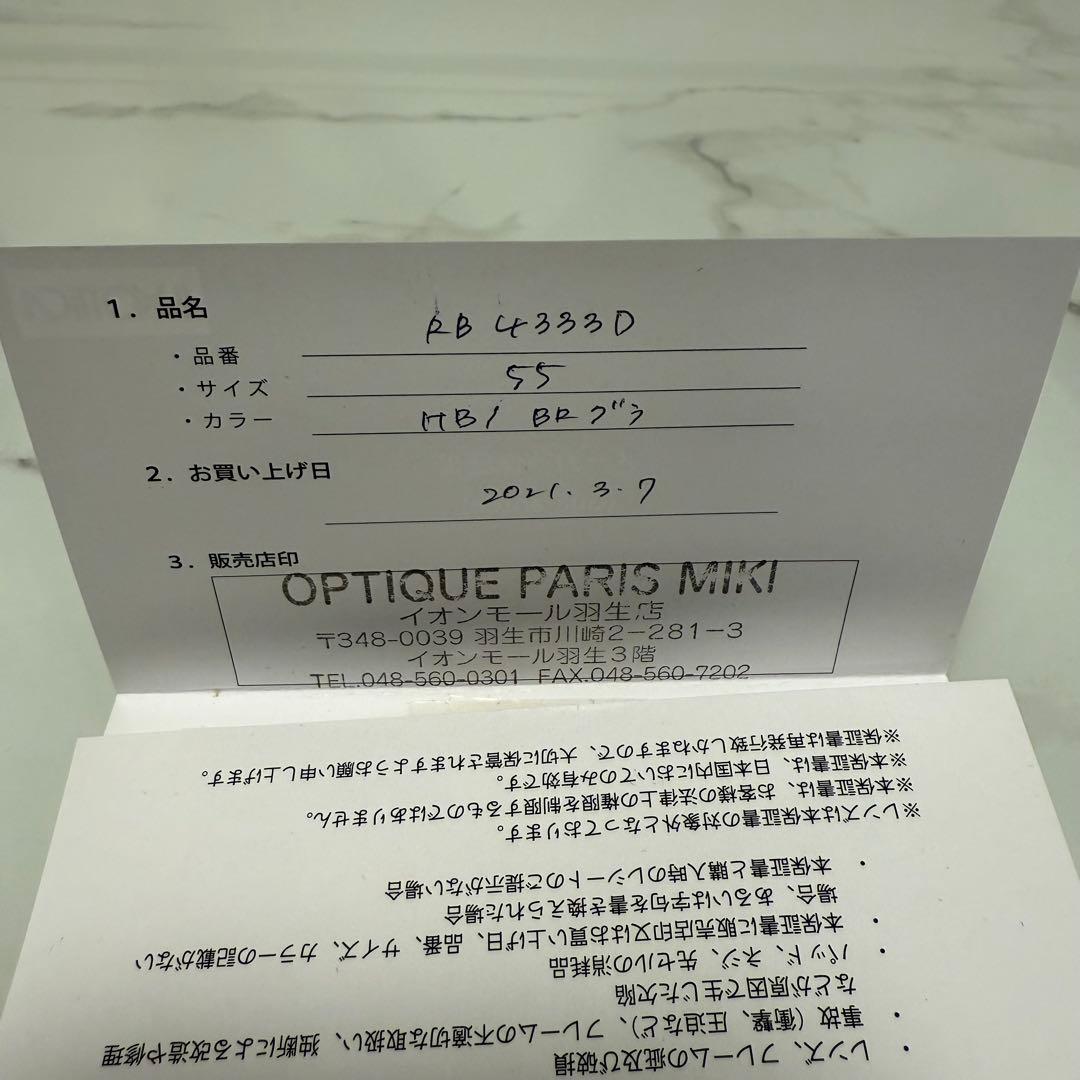 1. 品名
・品番 RB 4333D
・サイズ 55
・カラー HB/ BRグラ
2. お買い上げ日
2021. 3. 7
3. 販売店印
OPTIQUE PARIS MIKI
イオンモール羽生店
〒348-0039 羽生市川崎2-281-3
イオンモール羽生3階
TEL.048-560-0301 FAX.048-560-7202
・レンズ、フレームの症及び破損
・事故(衝撃、圧迫など)、フレームの不適切な取扱い、独断による改造や修理
などが原因で生じた欠陥
・パッド、ネジ、先セルの消耗品
・本保証書に販売店印又はお買い上げ日、品番、サイズ、カラーの記載がない
場合、あるいは字句を書き換えられた場合
・本保証書と購入時のレシートのご提示がない場合
※レンズは本保証書の対象外となっております。
※本保証書は、お客様の法律上の権限を制限するものではありません。
※本保証書は、日本国内においてのみ有効です。
※保証書は再発行致しかねますので、大切に保管されますようお願い申し上げます。